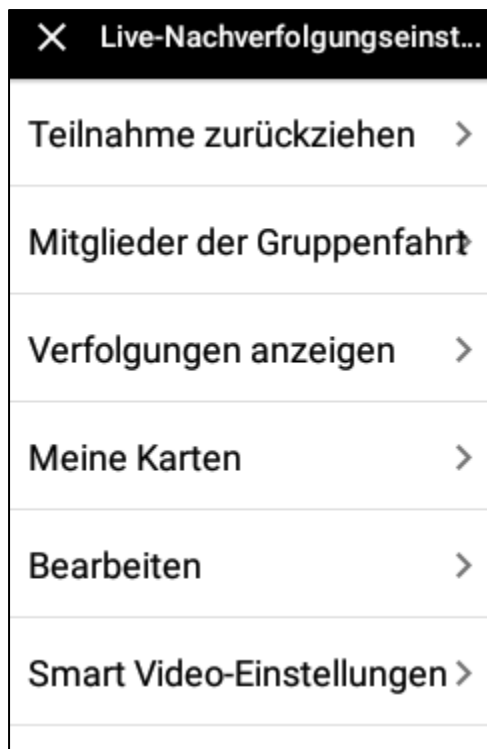 Live-Nachverfolgungseinst...
Teilnahme zurückziehen
Mitglieder der Gruppenfahrt
Verfolgungen anzeigen
Meine Karten
Bearbeiten
Smart Video-Einstellungen